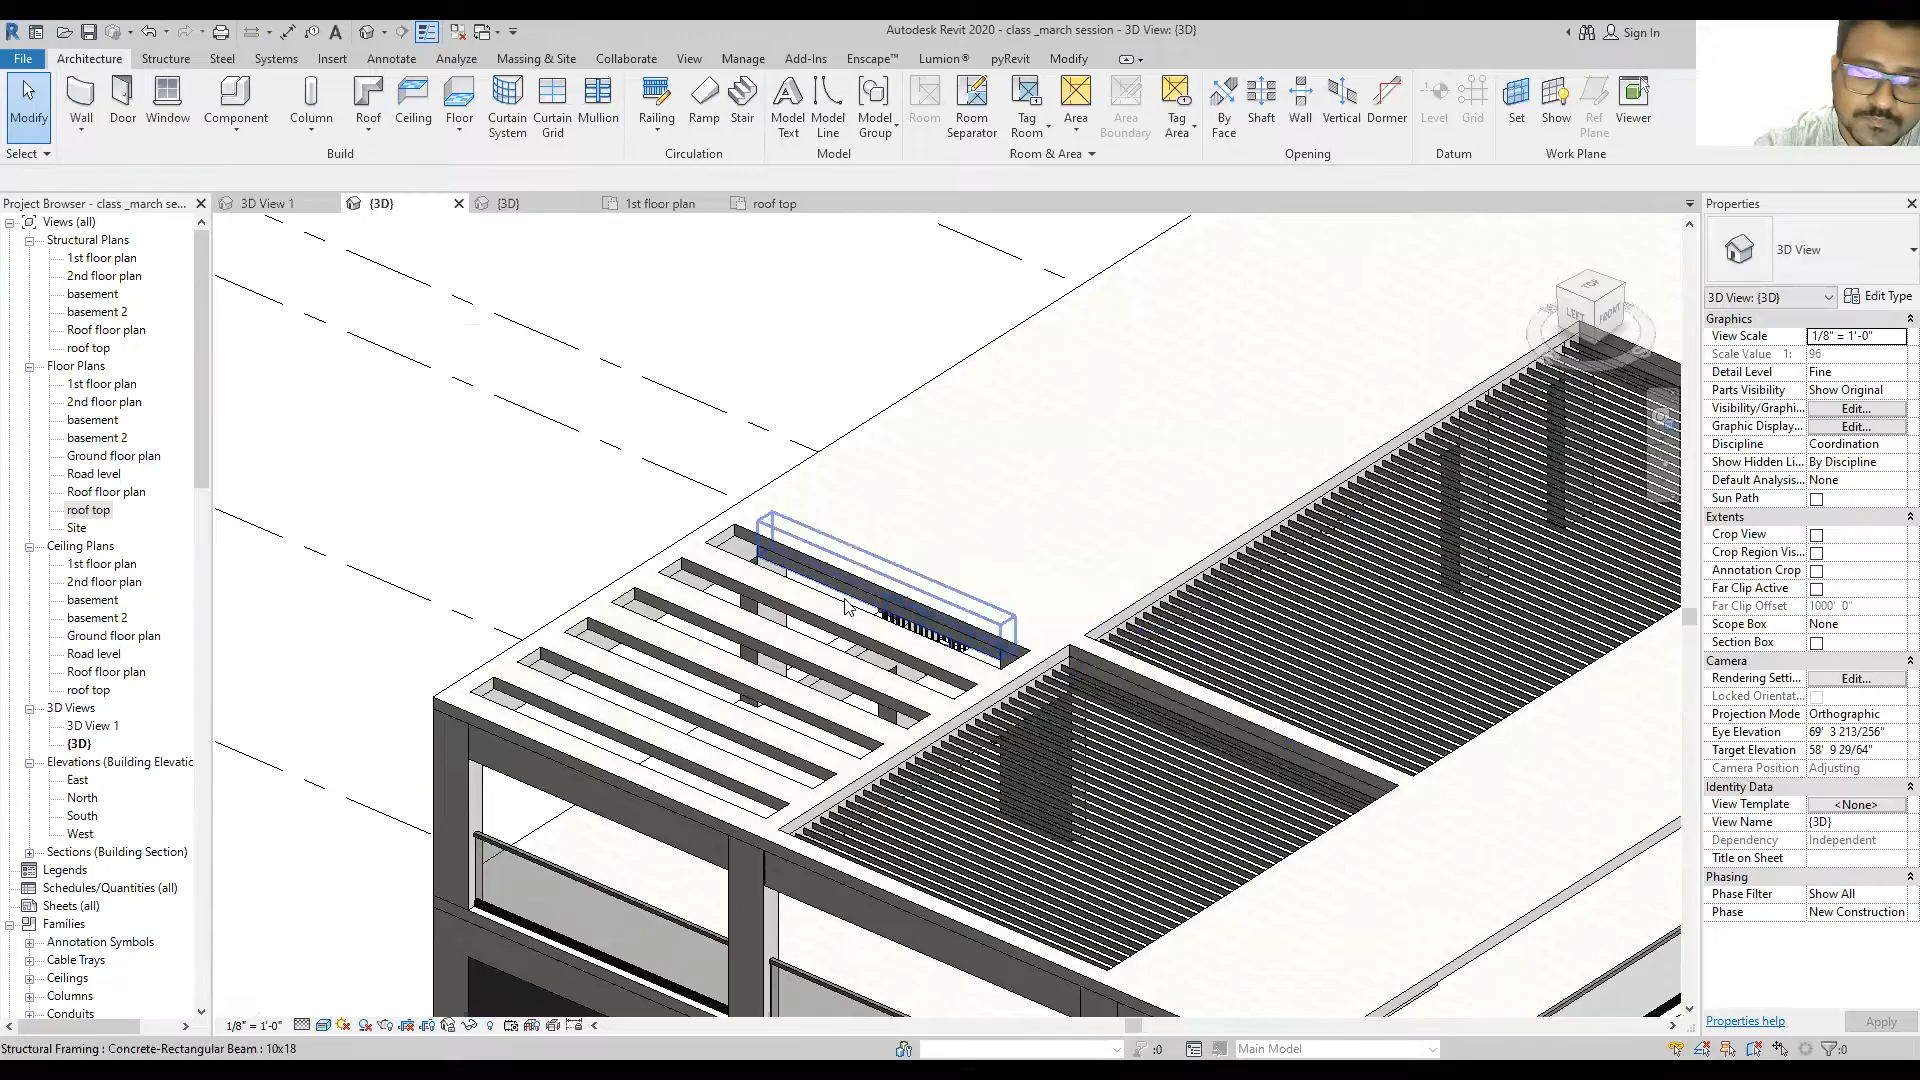 Autodesk Revit 2020 - class _march session - 3D View: {3D}
Sign In
File Architecture Structure Steel Systems Insert Annotate Analyze Massing & Site Collaborate View Manage Add-Ins Enscape™ Lumion® pyRevit Modify
Modify Wall Door Window Component Column Roof Ceiling Floor Curtain System Curtain Grid Mullion Railing Ramp Stair Model Text Model Line Model Group Room Room Separator Tag Room Area Area Boundary Tag Area By Face Shaft Wall Vertical Dormer Level Grid Set Show Ref Plane Viewer
Select Build Circulation Model Room & Area Opening Datum Work Plane
Project Browser - class _march se...
3D View 1
{3D}
{3D}
1st floor plan
roof top
Properties
Views (all)
Structural Plans
1st floor plan
2nd floor plan
basement
basement 2
Roof floor plan
roof top
Floor Plans
1st floor plan
2nd floor plan
basement
basement 2
Ground floor plan
Road level
Roof floor plan
roof top
Site
Ceiling Plans
1st floor plan
2nd floor plan
basement
basement 2
Ground floor plan
Road level
Roof floor plan
roof top
3D Views
3D View 1
{3D}
Elevations (Building Elevatic
East
North
South
West
Sections (Building Section)
Legends
Schedules/Quantities (all)
Sheets (all)
Families
Annotation Symbols
Cable Trays
Ceilings
Columns
Conduits
TOP
LEFT
FRONT
3D View
3D View: {3D} Edit Type
Graphics
View Scale 1/8" = 1'-0"
Scale Value 1: 96
Detail Level Fine
Parts Visibility Show Original
Visibility/Graphi... Edit...
Graphic Display... Edit...
Discipline Coordination
Show Hidden Li... By Discipline
Default Analysis... None
Sun Path
Extents
Crop View
Crop Region Vis...
Annotation Crop
Far Clip Active
Far Clip Offset 1000' 0"
Scope Box None
Section Box
Camera
Rendering Setti... Edit...
Locked Orientat...
Projection Mode Orthographic
Eye Elevation 69' 3 213/256"
Target Elevation 58' 9 29/64"
Camera Position Adjusting
Identity Data
View Template <None>
View Name {3D}
Dependency Independent
Title on Sheet
Phasing
Phase Filter Show All
Phase New Construction
Properties help Apply
1/8" = 1'-0"
Structural Framing : Concrete-Rectangular Beam : 10x18
:0
Main Model
:0